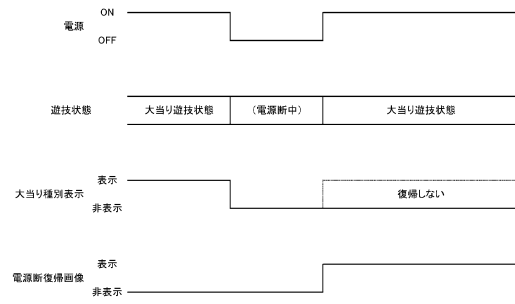 ON
電源
OFF
遊技状態 大当り遊技状態 (電源断中) 大当り遊技状態
表示
大当り種別表示 復帰しない
非表示
表示
電源断復帰画像
非表示